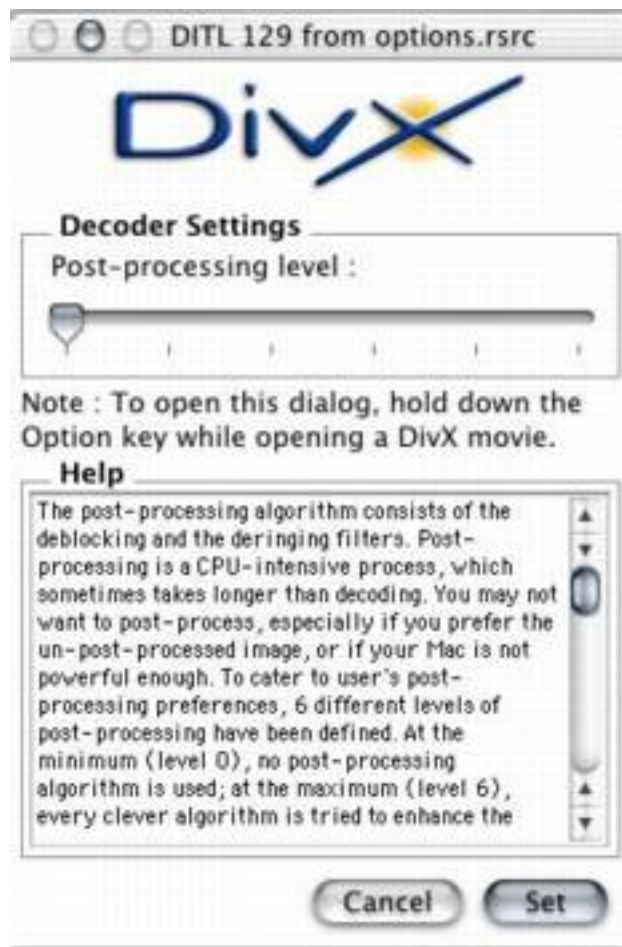 DITL 129 from options.rsrc
DivX
Decoder Settings
Post-processing level :
Note : To open this dialog, hold down the
Option key while opening a DivX movie.
Help
The post-processing algorithm consists of the
deblocking and the deringing filters. Post-
processing is a CPU-intensive process, which
sometimes takes longer than decoding. You may not
want to post-process, especially if you prefer the
un-post-processed image, or if your Mac is not
powerful enough. To cater to user's post-
processing preferences, 6 different levels of
post-processing have been defined. At the
minimum (level 0), no post-processing
algorithm is used; at the maximum (level 6),
every clever algorithm is tried to enhance the
Cancel
Set